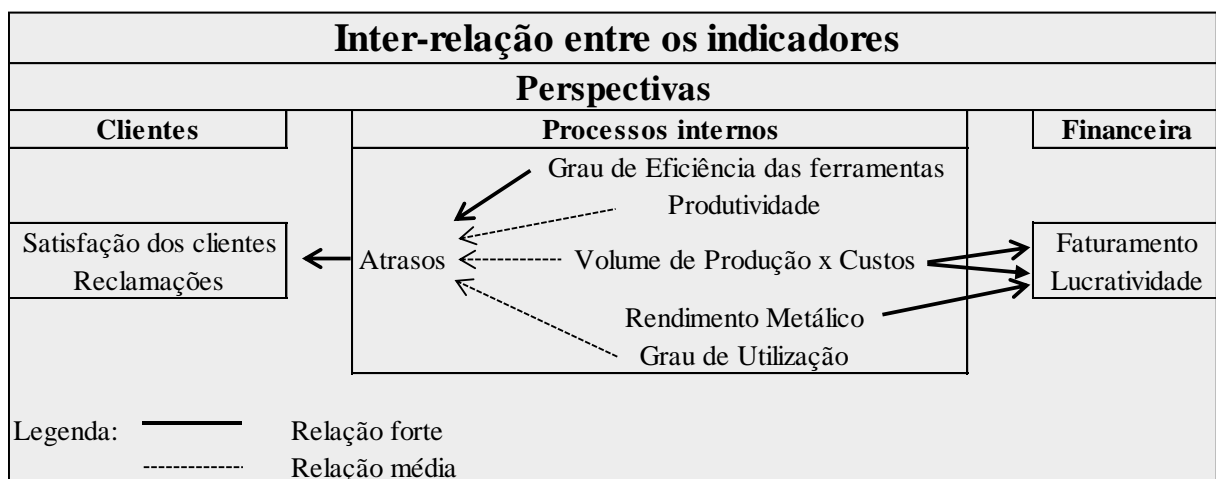 Inter-relação entre os indicadores
Perspectivas
Clientes
Processos internos
Financeira
Grau de Eficiência das ferramentas
Produtividade
Satisfação dos clientes
Reclamações
Atrasos
Volume de Produção x Custos
Faturamento
Lucratividade
Rendimento Metálico
Grau de Utilização
Legenda:
Relação forte
Relação média